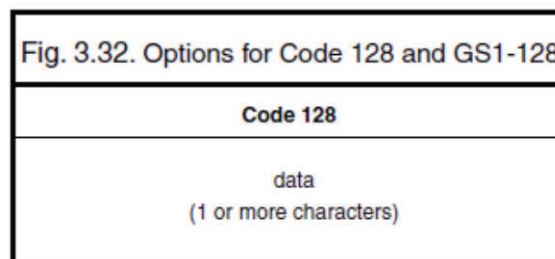 Fig. 3.32. Options for Code 128 and GS1-128
Code 128
data
(1 or more characters)